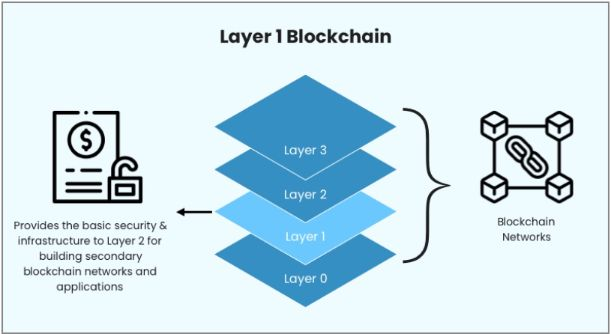 Layer 1 Blockchain
$
Layer 3
Layer 2
Layer 1
Layer 0
Provides the basic security &
infrastructure to Layer 2 for
building secondary
blockchain networks and
applications
Blockchain
Networks